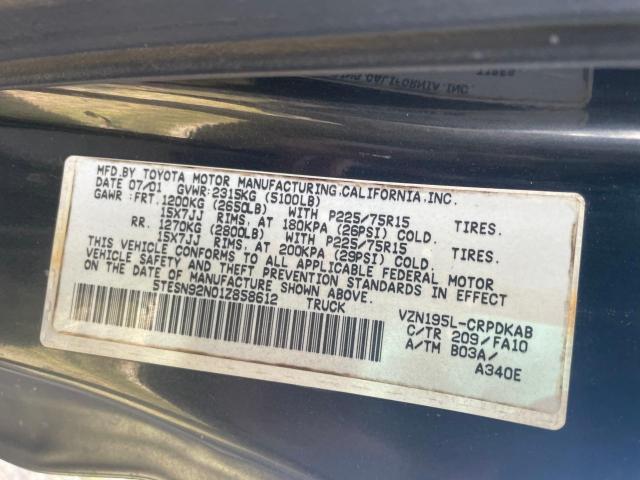 MFD.BY TOYOTA MOTOR MANUFACTURING,CALIFORNIA,INC.
DATE 07/01 GVWR:2315KG (5100LB)
GAWR: FRT.1200KG (2650LB) WITH P225/75R15 TIRES.
15X7JJ RIMS, AT 180KPA (26PSI) COLD.
RR. 1270KG (2800LB) WITH P225/75R15 TIRES.
15X7JJ RIMS, AT 200KPA (29PSI) COLD.
THIS VEHICLE CONFORMS TO ALL APPLICABLE FEDERAL MOTOR
VEHICLE SAFETY AND THEFT PREVENTION STANDARDS IN EFFECT
ON THE DATE OF MANUFACTURE SHOWN ABOVE.
5TESN92N01Z858612 TRUCK
VZN195L-CRPDKAB
C/TR 209/FA10
A/TM B03A/
A340E